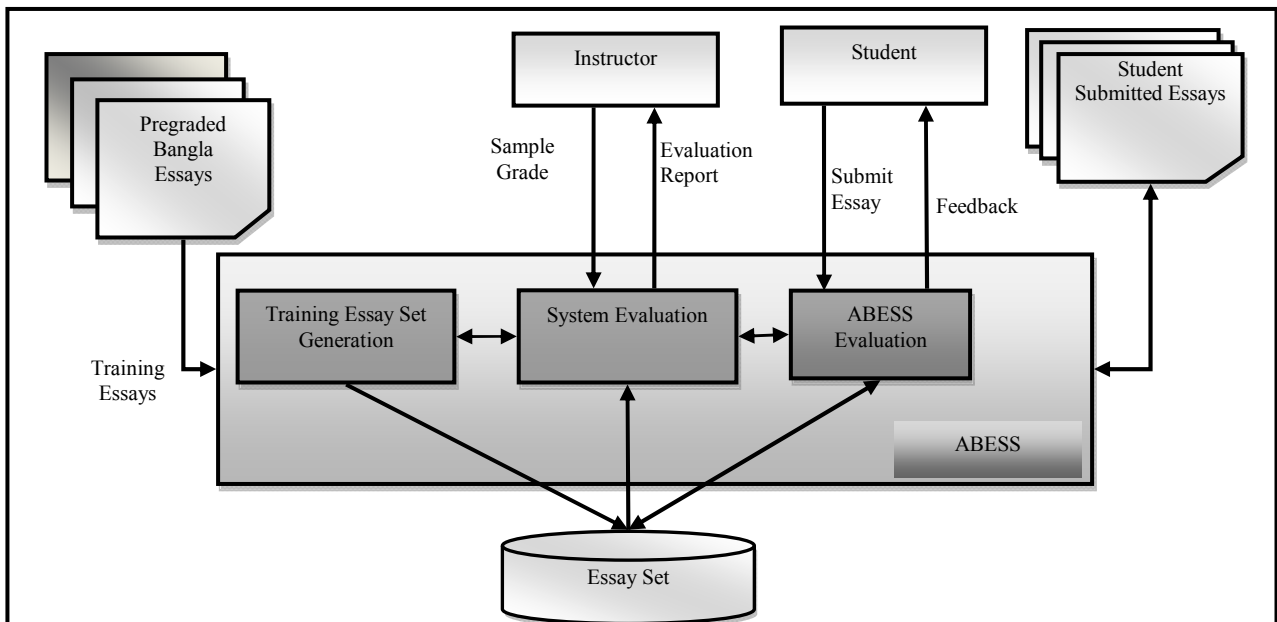 Pregraded
Bangla
Essays
Instructor
Student
Student
Submitted Essays
Sample
Grade
Evaluation
Report
Submit
Essay
Feedback
Training Essay Set
Generation
System Evaluation
ABESS
Evaluation
Training
Essays
ABESS
Essay Set